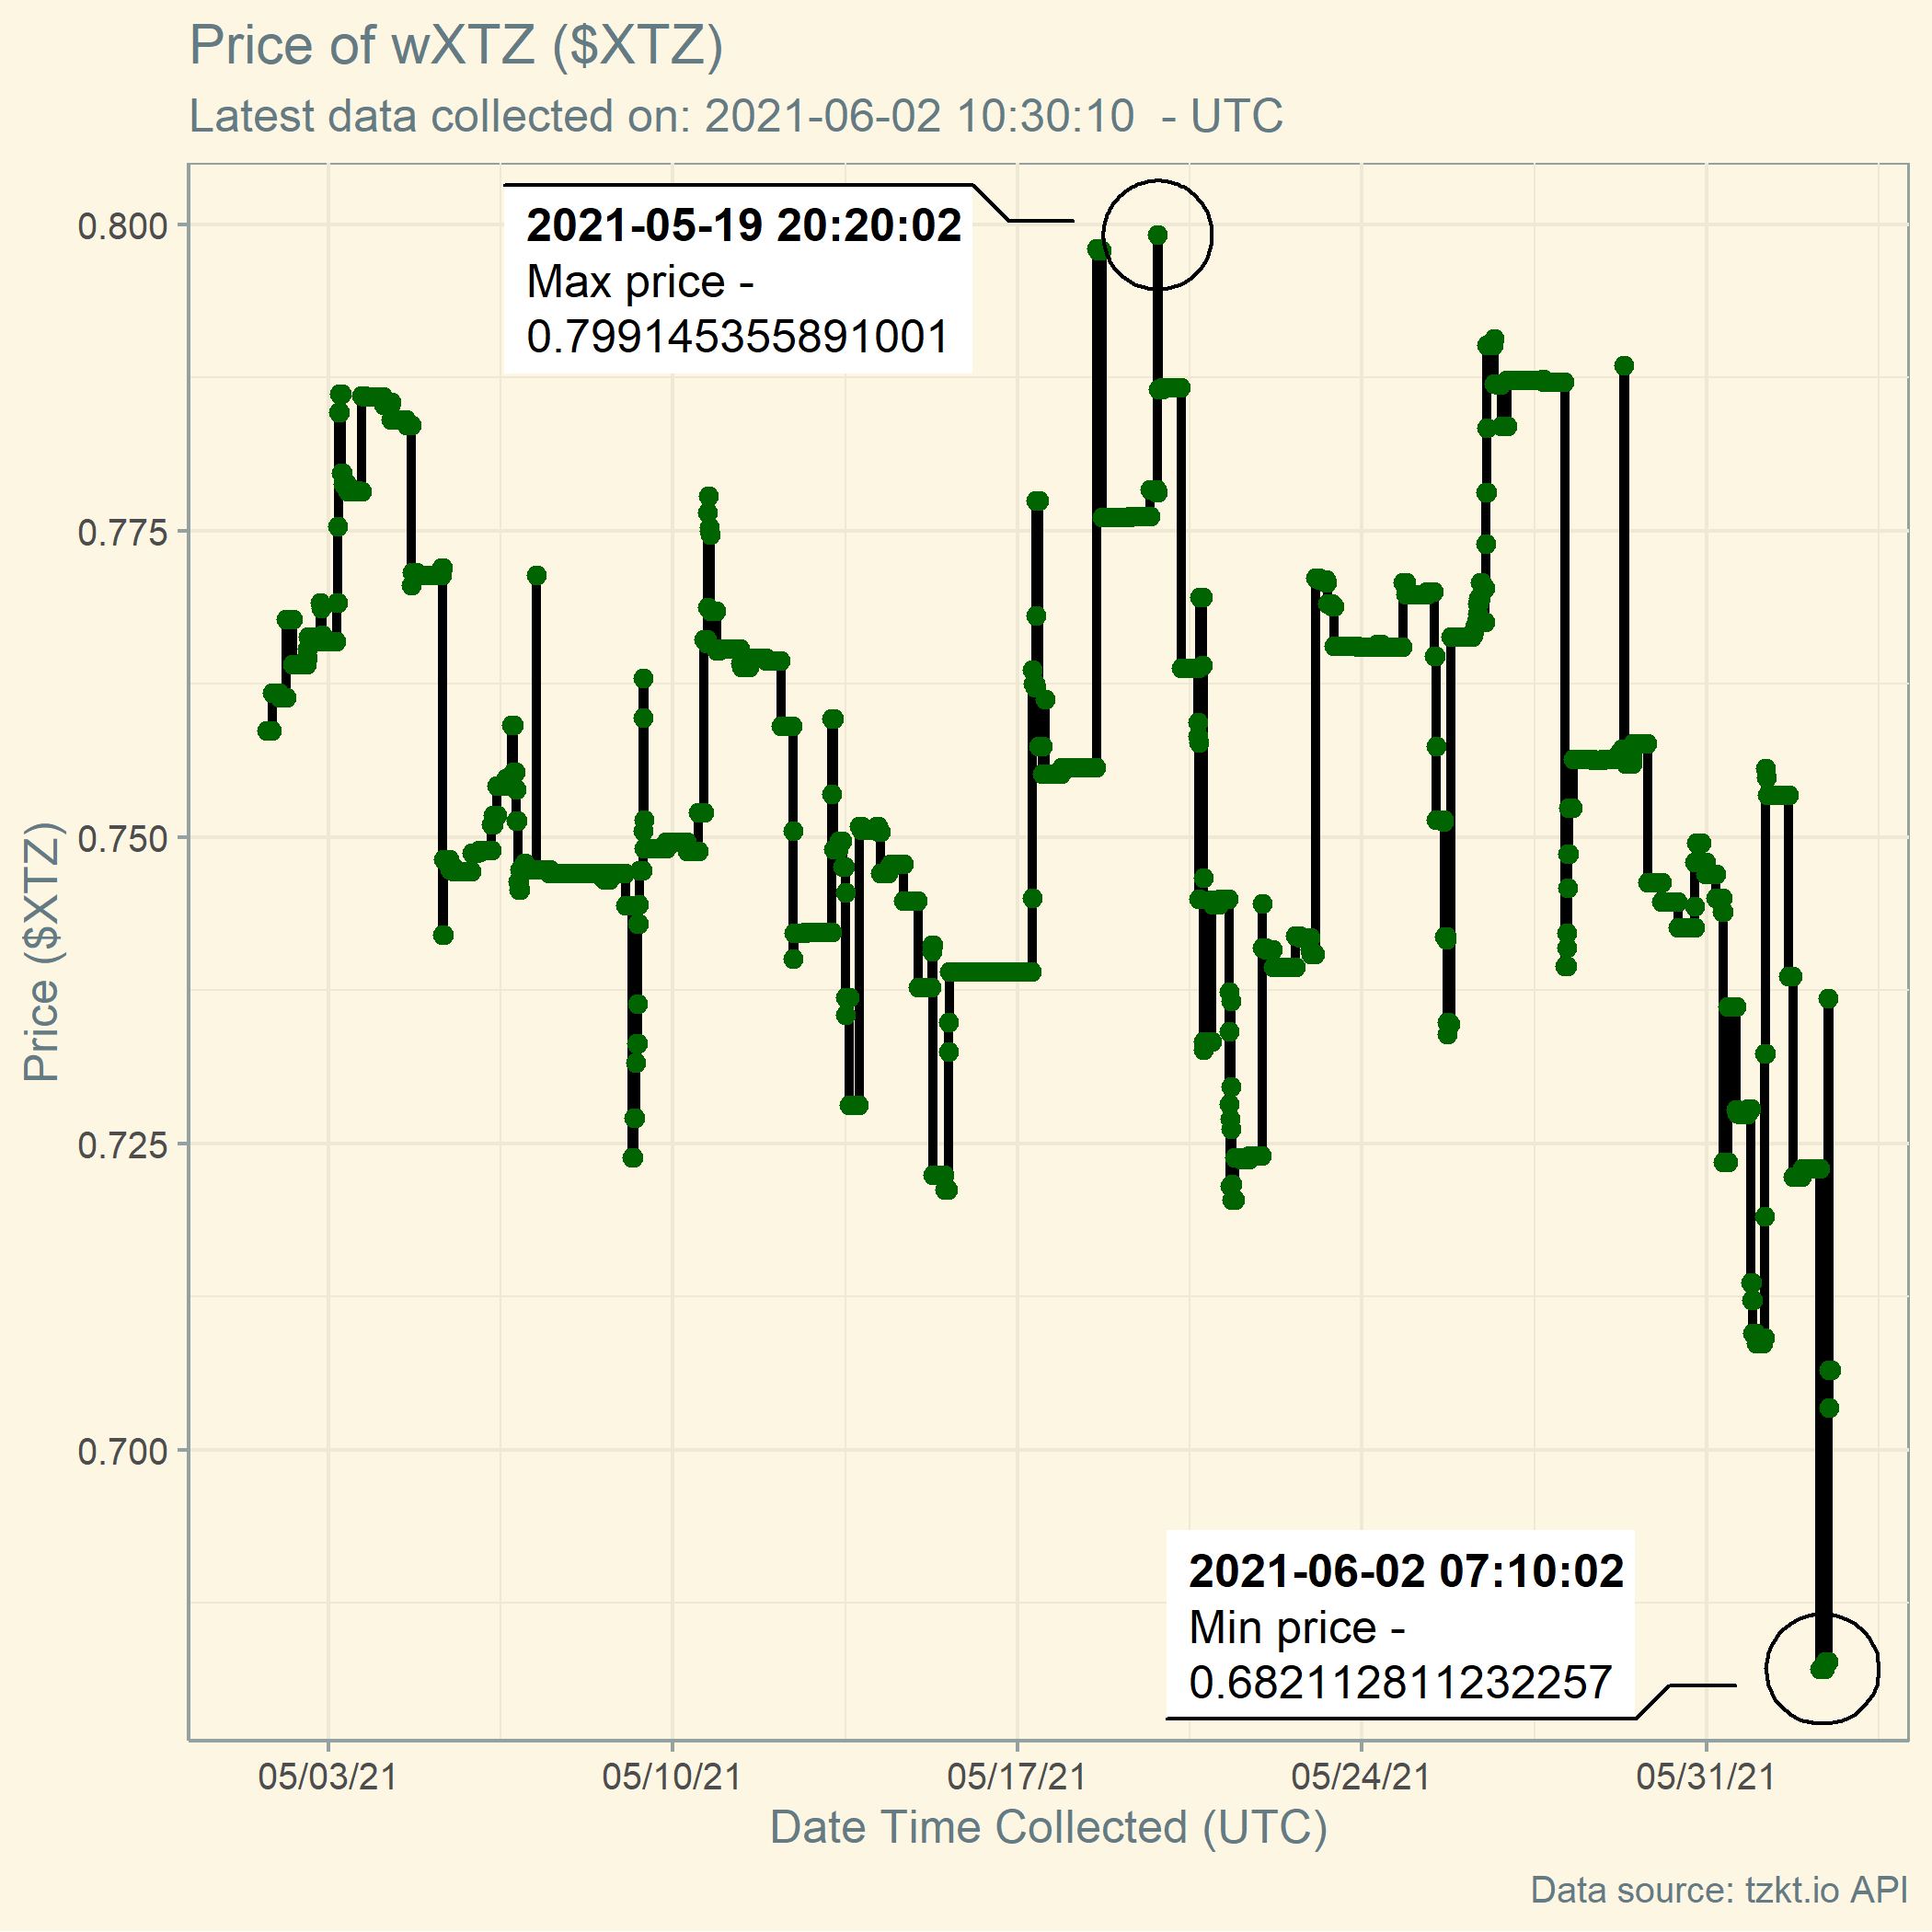 Price of wXTZ ($XTZ)
Latest data collected on: 2021-06-02 10:30:10  - UTC
2021-05-19 20:20:02
Max price -
0.799145355891001
0.800
0.775
0.750
0.725
0.700
Price ($XTZ)
2021-06-02 07:10:02
Min price -
0.682112811232257
05/03/21
05/10/21
05/17/21
05/24/21
05/31/21
Date Time Collected (UTC)
Data source: tzkt.io API